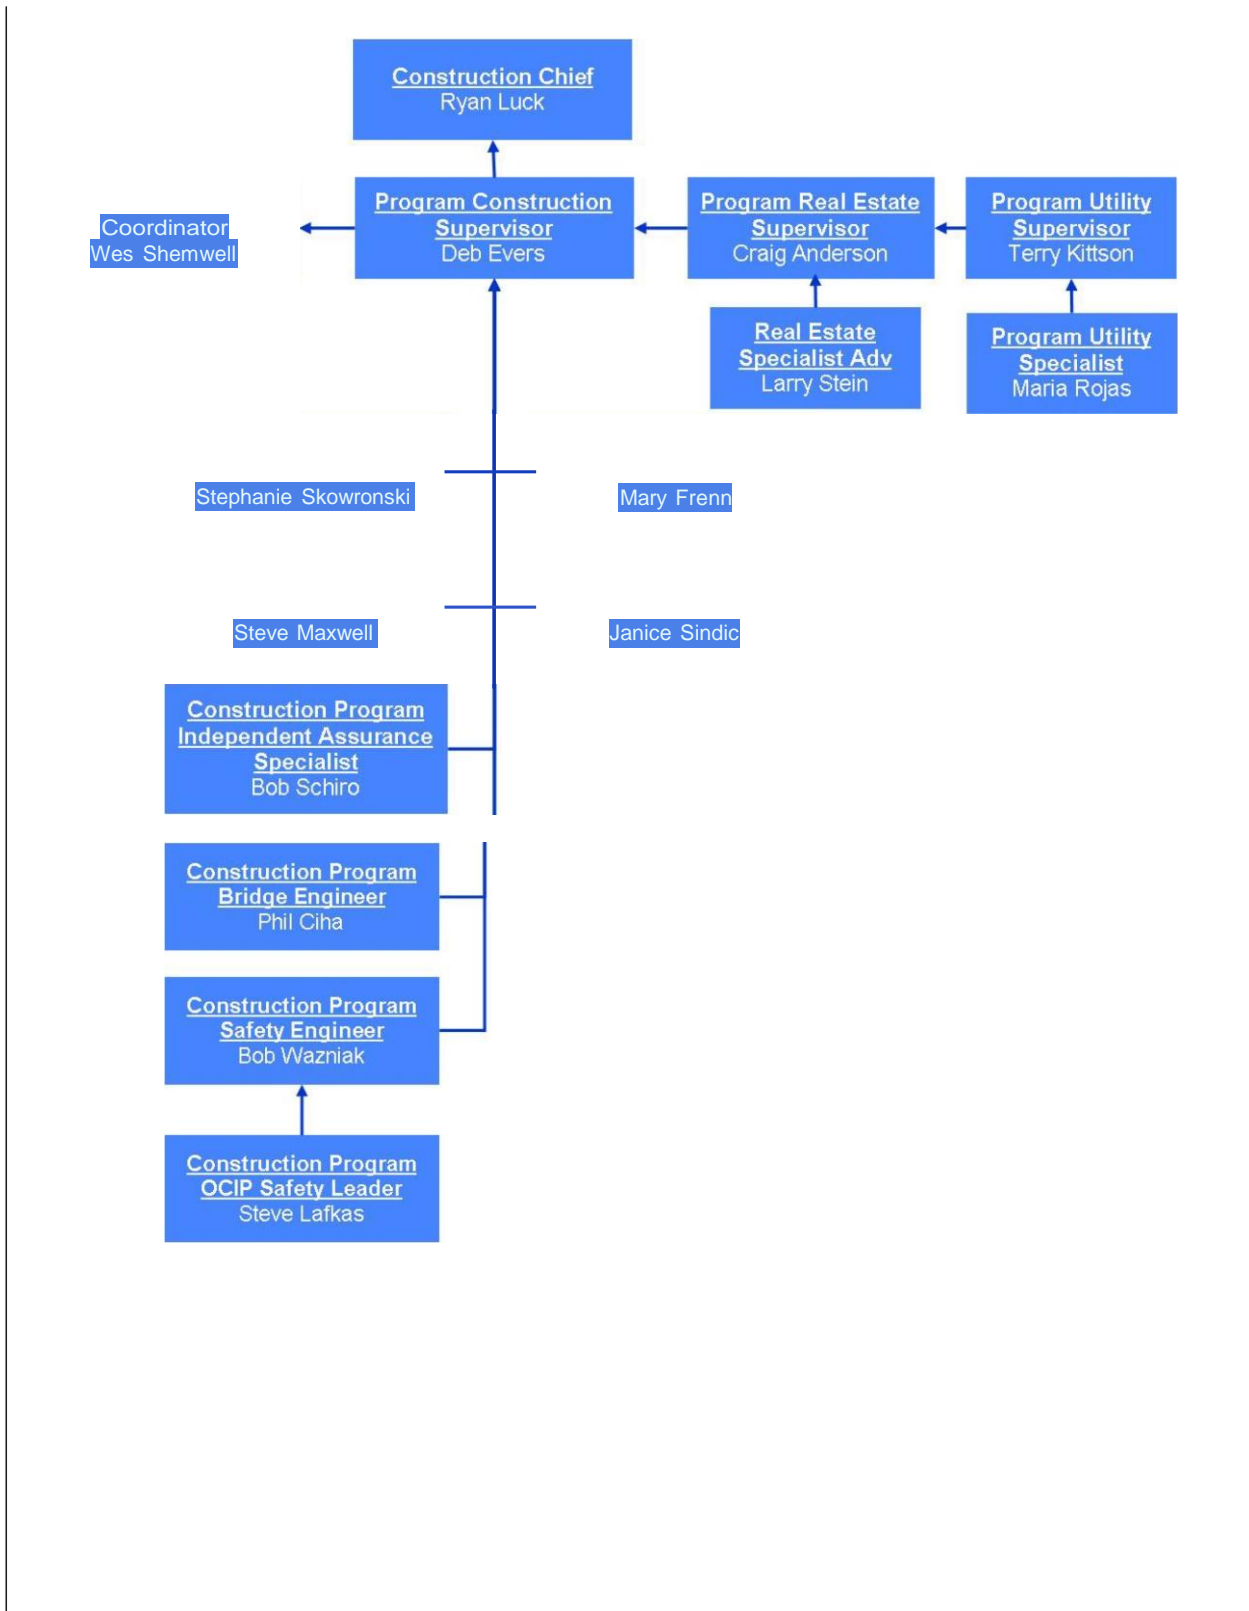 Construction Chief
Ryan Luck
Program Construction
Supervisor
Deb Evers
Program Real Estate
Supervisor
Craig Anderson
Program Utility
Supervisor
Terry Kittson
Coordinator
Wes Shemwell
Real Estate
Specialist Adv
Larry Stein
Program Utility
Specialist
Maria Rojas
Stephanie Skowronski
Mary Frenn
Steve Maxwell
Janice Sindic
Construction Program
Independent Assurance
Specialist
Bob Schiro
Construction Program
Bridge Engineer
Phil Ciha
Construction Program
Safety Engineer
Bob Wazniak
Construction Program
OCIP Safety Leader
Steve Lafkas